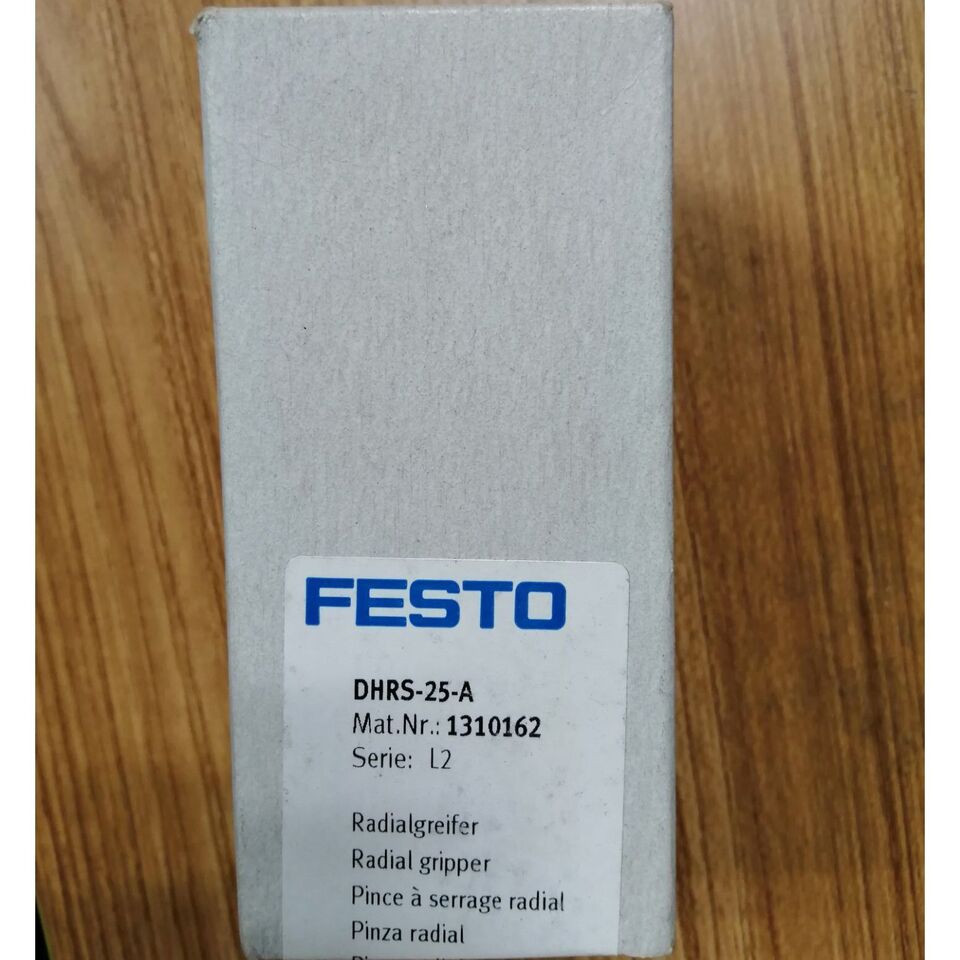 FESTO
DHRS-25-A
Mat.Nr.: 1310162
Serie: L2
Radialgreifer
Radial gripper
Pince à serrage radial
Pinza radial